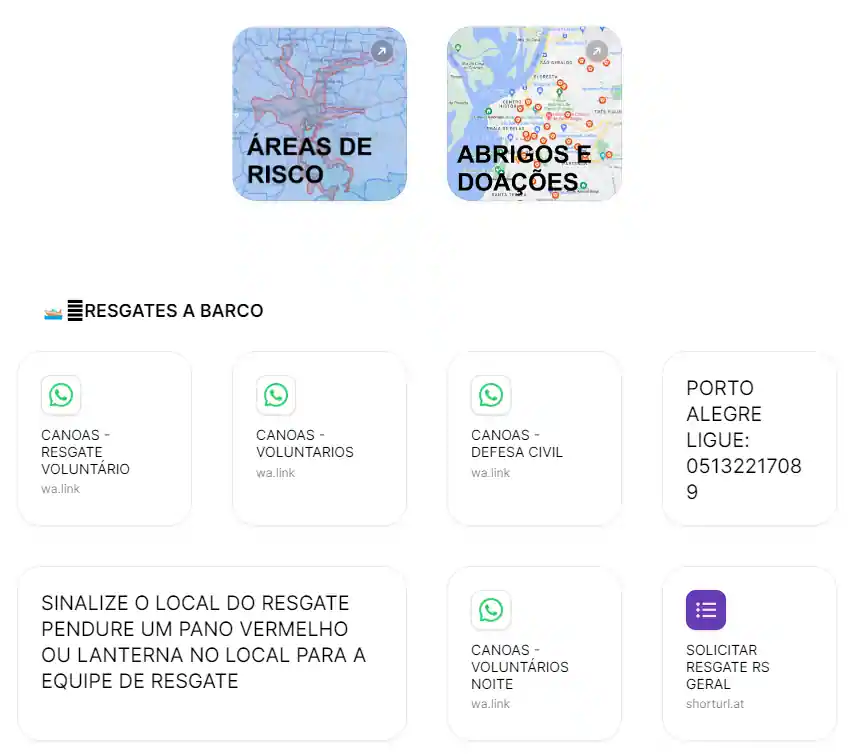 ÁREAS DE
RISCO
ABRIGOS E
DOAÇÕES
RESGATES A BARCO
CANOAS -
RESGATE
VOLUNTÁRIO
wa.link
CANOAS -
VOLUNTARIOS
wa.link
CANOAS -
DEFESA CIVIL
wa.link
PORTO
ALEGRE
LIGUE:
0513221708
9
SINALIZE O LOCAL DO RESGATE
PENDURE UM PANO VERMELHO
OU LANTERNA NO LOCAL PARA A
EQUIPE DE RESGATE
CANOAS -
VOLUNTÁRIOS
NOITE
wa.link
SOLICITAR
RESGATE RS
GERAL
shorturl.at